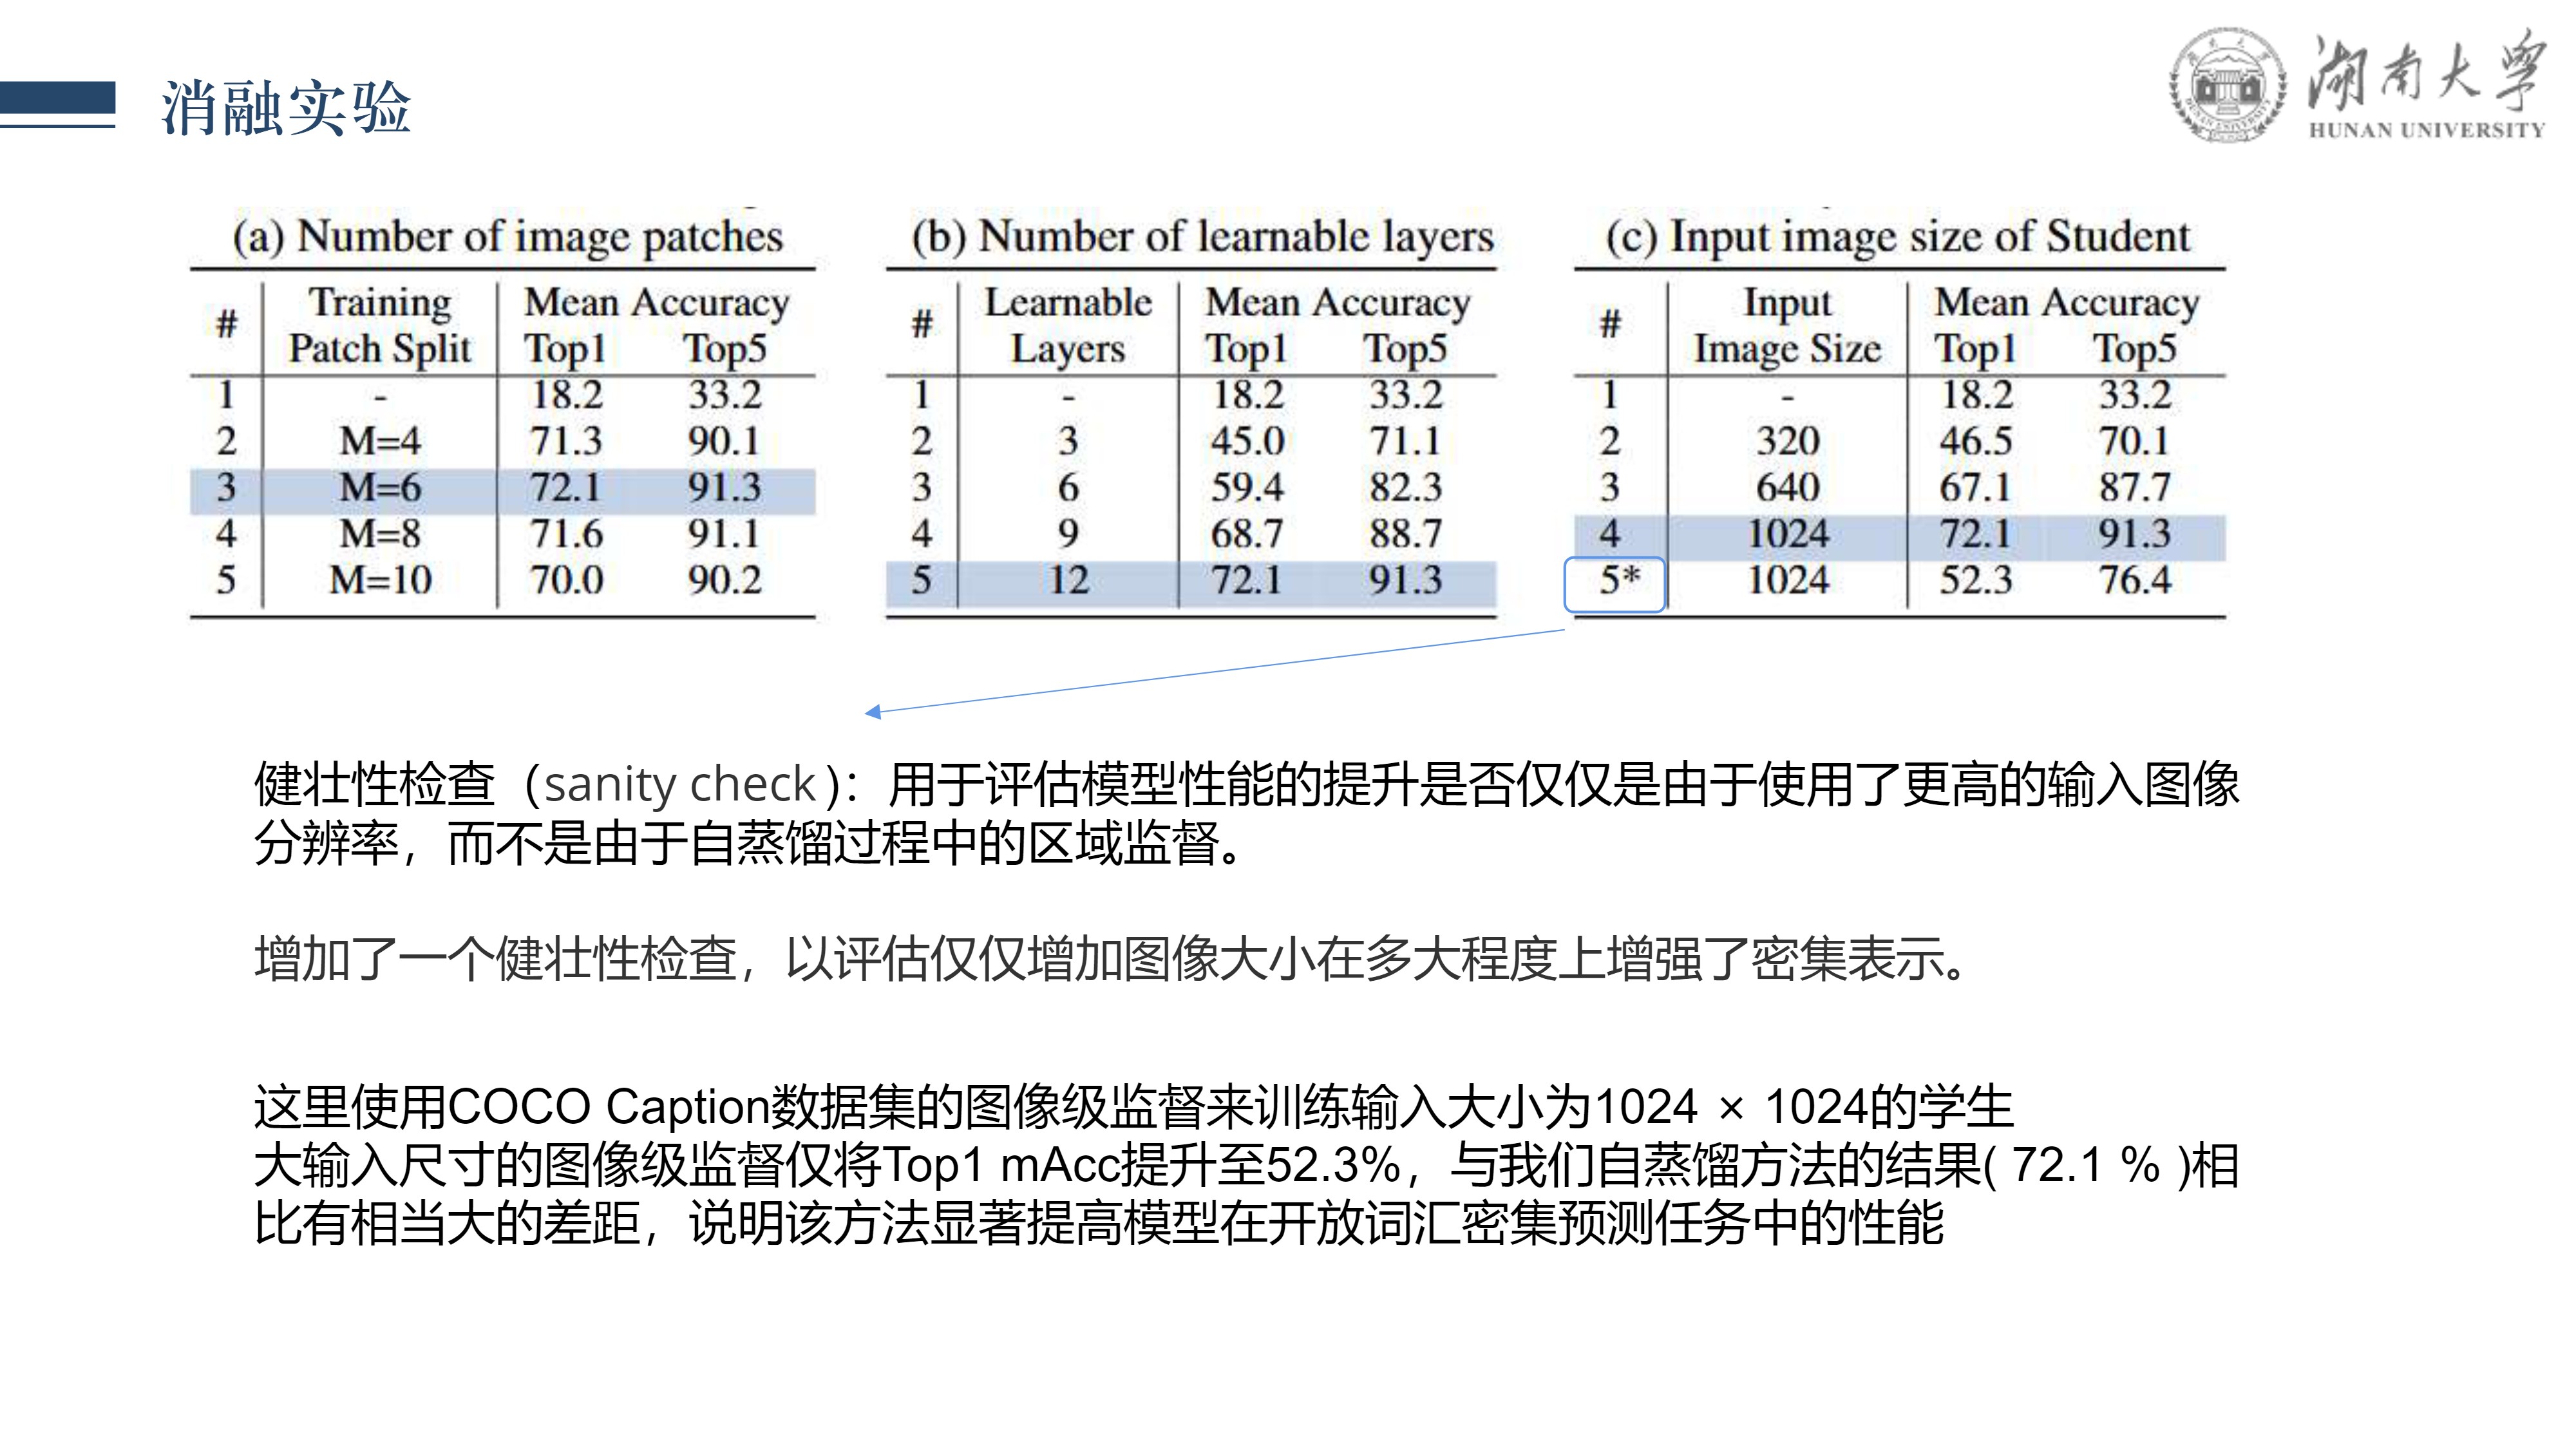 消融实验
湖南大学
HUNAN UNIVERSITY
(a) Number of image patches
# Training Patch Split Mean Accuracy
Top1 Top5
1 - 18.2 33.2
2 M=4 71.3 90.1
3 M=6 72.1 91.3
4 M=8 71.6 91.1
5 M=10 70.0 90.2
(b) Number of learnable layers
# Learnable Layers Mean Accuracy
Top1 Top5
1 - 18.2 33.2
2 3 45.0 71.1
3 6 59.4 82.3
4 9 68.7 88.7
5 12 72.1 91.3
(c) Input image size of Student
# Input Image Size Mean Accuracy
Top1 Top5
1 - 18.2 33.2
2 320 46.5 70.1
3 640 67.1 87.7
4 1024 72.1 91.3
5* 1024 52.3 76.4
健壮性检查（sanity check）：用于评估模型性能的提升是否仅仅是由于使用了更高的输入图像
分辨率，而不是由于自蒸馏过程中的区域监督。
增加了一个健壮性检查，以评估仅仅增加图像大小在多大程度上增强了密集表示。
这里使用COCO Caption数据集的图像级监督来训练输入大小为1024 × 1024的学生
大输入尺寸的图像级监督仅将Top1 mAcc提升至52.3%，与我们自蒸馏方法的结果( 72.1 % )相
比有相当大的差距，说明该方法显著提高模型在开放词汇密集预测任务中的性能